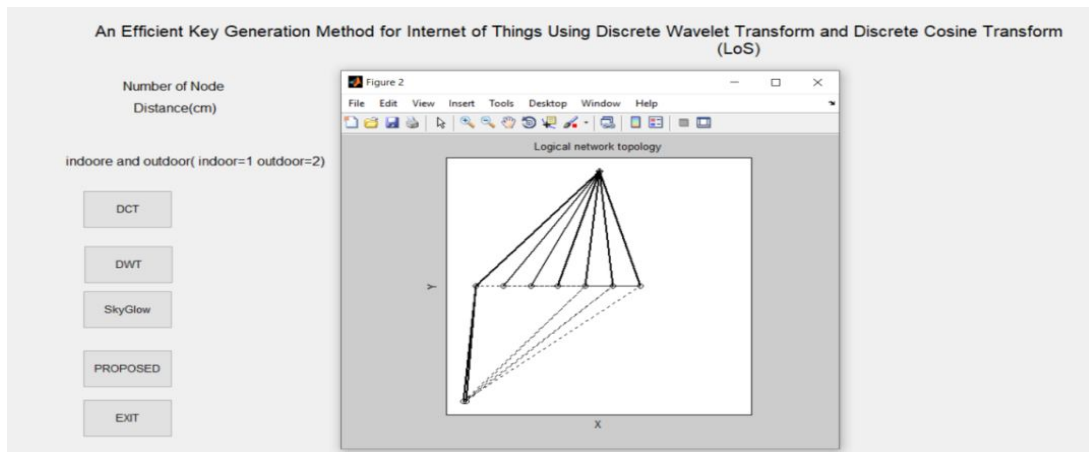 An Efficient Key Generation Method for Internet of Things Using Discrete Wavelet Transform and Discrete Cosine Transform
(LoS)
Number of Node
Distance(cm)
indoore and outdoor( indoor=1 outdoor=2)
DCT
DWT
SkyGlow
PROPOSED
EXIT
Figure 2
File Edit View Insert Tools Desktop Window Help
Logical network topology
Y
X